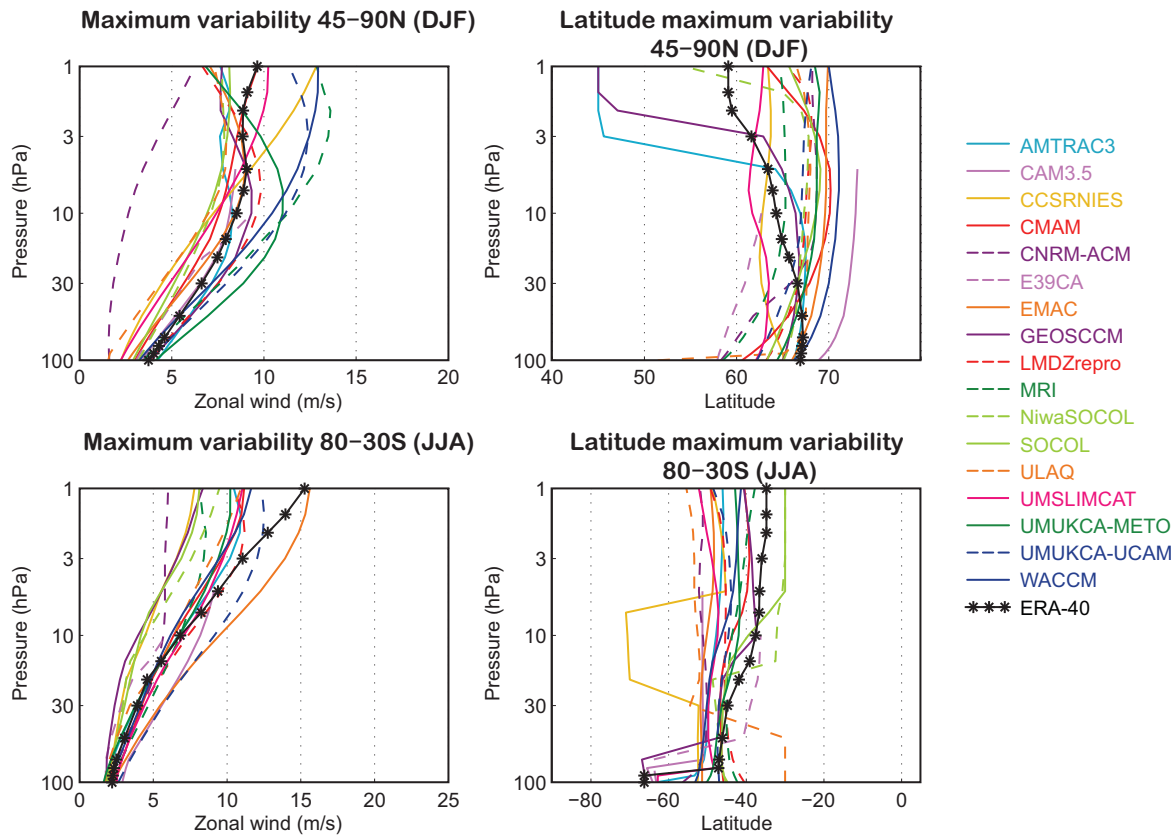 Maximum variability 45−90N (DJF)
1
3
10
30
100
Pressure (hPa)
0 5 10 15 20 25
Zonal wind (m/s)
Latitude maximum variability
45−90N (DJF)
1
3
10
30
100
Pressure (hPa)
40 50 60 70
Latitude
Maximum variability 80−30S (JJA)
1
3
10
30
100
Pressure (hPa)
0 5 10 15 20 25
Zonal wind (m/s)
Latitude maximum variability
80−30S (JJA)
1
3
10
30
100
Pressure (hPa)
−80 −60 −40 −20 0
Latitude
AMTRAC3
CAM3.5
CCSRNIES
CMAM
CNRM-ACM
E39CA
EMAC
GEOSCCM
LMDZrepro
MRI
NiwaSOCOL
SOCOL
ULAQ
UMSLIMCAT
UMUKCA-METO
UMUKCA-UCAM
WACCM
ERA-40